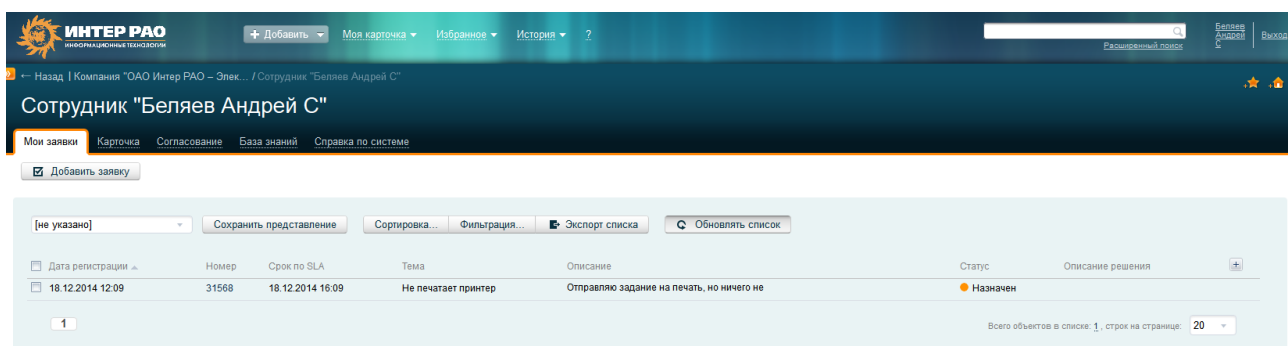 ИНТЕР РАО
ИНФОРМАЦИОННЫЕ ТЕХНОЛОГИИ
Добавить Моя карточка Избранное История ?
Расширенный поиск
Беляев
Андрей
С
Выход
← Назад | Компания "ОАО Интер РАО – Элек... / Сотрудник "Беляев Андрей С"
Сотрудник "Беляев Андрей С"
Мои заявки Карточка Согласование База знаний Справка по системе
Добавить заявку
[не указано] Сохранить представление Сортировка... Фильтрация... Экспорт списка Обновлять список
Дата регистрации Номер Срок по SLA Тема Описание Статус Описание решения
18.12.2014 12:09 31568 18.12.2014 16:09 Не печатает принтер Отправляю задание на печать, но ничего не Назначен
1 Всего объектов в списке: 1 , строк на странице: 20